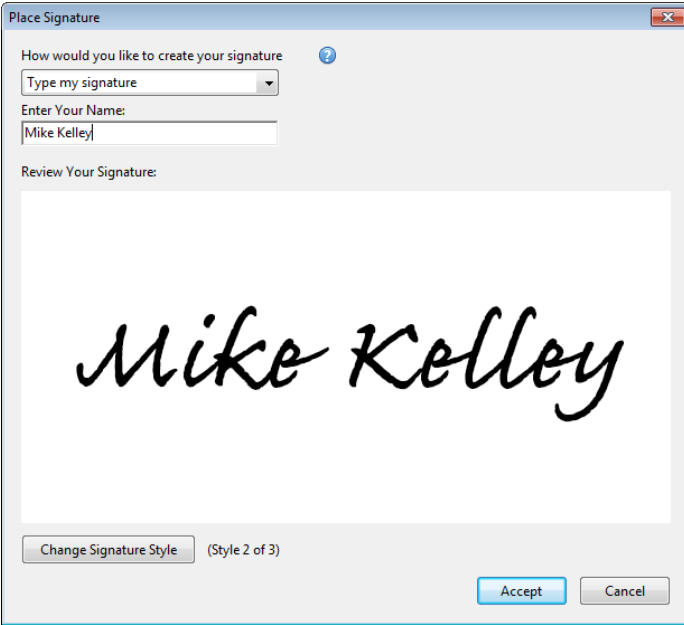 Place Signature
How would you like to create your signature ?
Type my signature
Enter Your Name:
Mike Kelley
Review Your Signature:
Mike Kelley
Change Signature Style (Style 2 of 3)
Accept Cancel